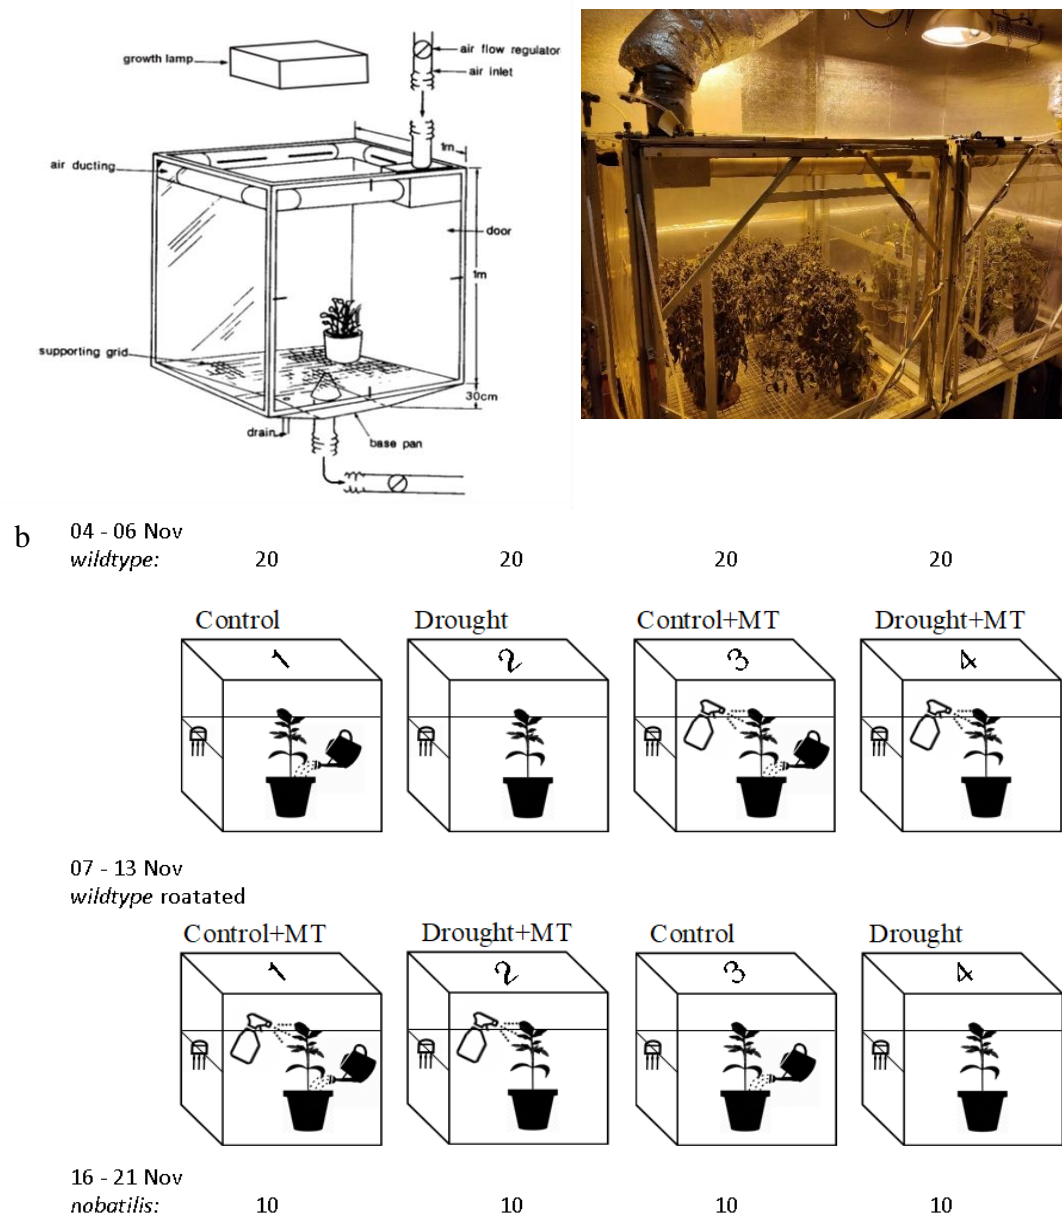 growth lamp
air flow regulator
air inlet
1m
air ducting
door
1m
supporting grid
30cm
drain
base pan
b
04 - 06 Nov
wildtype: 20 20 20 20
Control Drought Control+MT Drought+MT
1 2 3 4
07 - 13 Nov
wildtype roatated
Control+MT Drought+MT Control Drought
1 2 3 4
16 - 21 Nov
nobatilis: 10 10 10 10